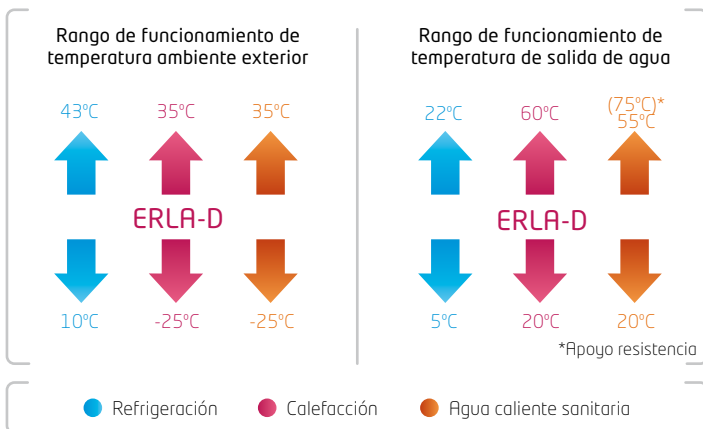 Rango de funcionamiento de
temperatura ambiente exterior
43ºC 35ºC 35ºC
ERLA-D
10ºC -25ºC -25ºC
Rango de funcionamiento de
temperatura de salida de agua
22ºC 60ºC (75ºC)*
55ºC
ERLA-D
5ºC 20ºC 20ºC
*Apoyo resistencia
Refrigeración Calefacción Agua caliente sanitaria